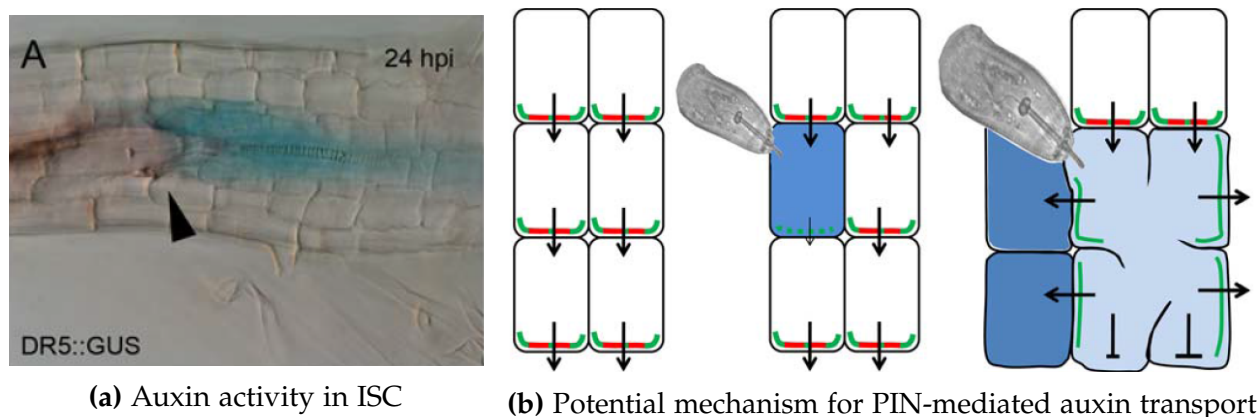 A
24 hpi
DR5::GUS
(a) Auxin activity in ISC
(b) Potential mechanism for PIN-mediated auxin transport